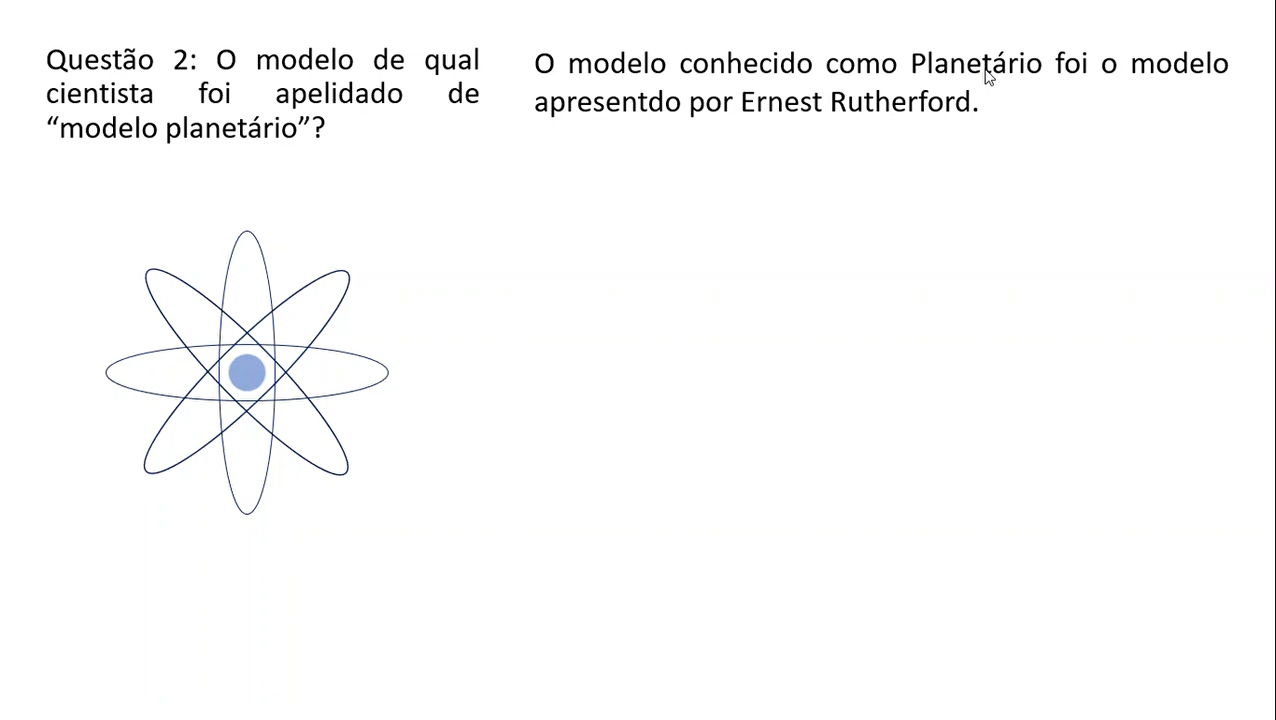 Questão 2: O modelo de qual
cientista foi apelidado de
“modelo planetário”?
O modelo conhecido como Planetário foi o modelo
apresentdo por Ernest Rutherford.